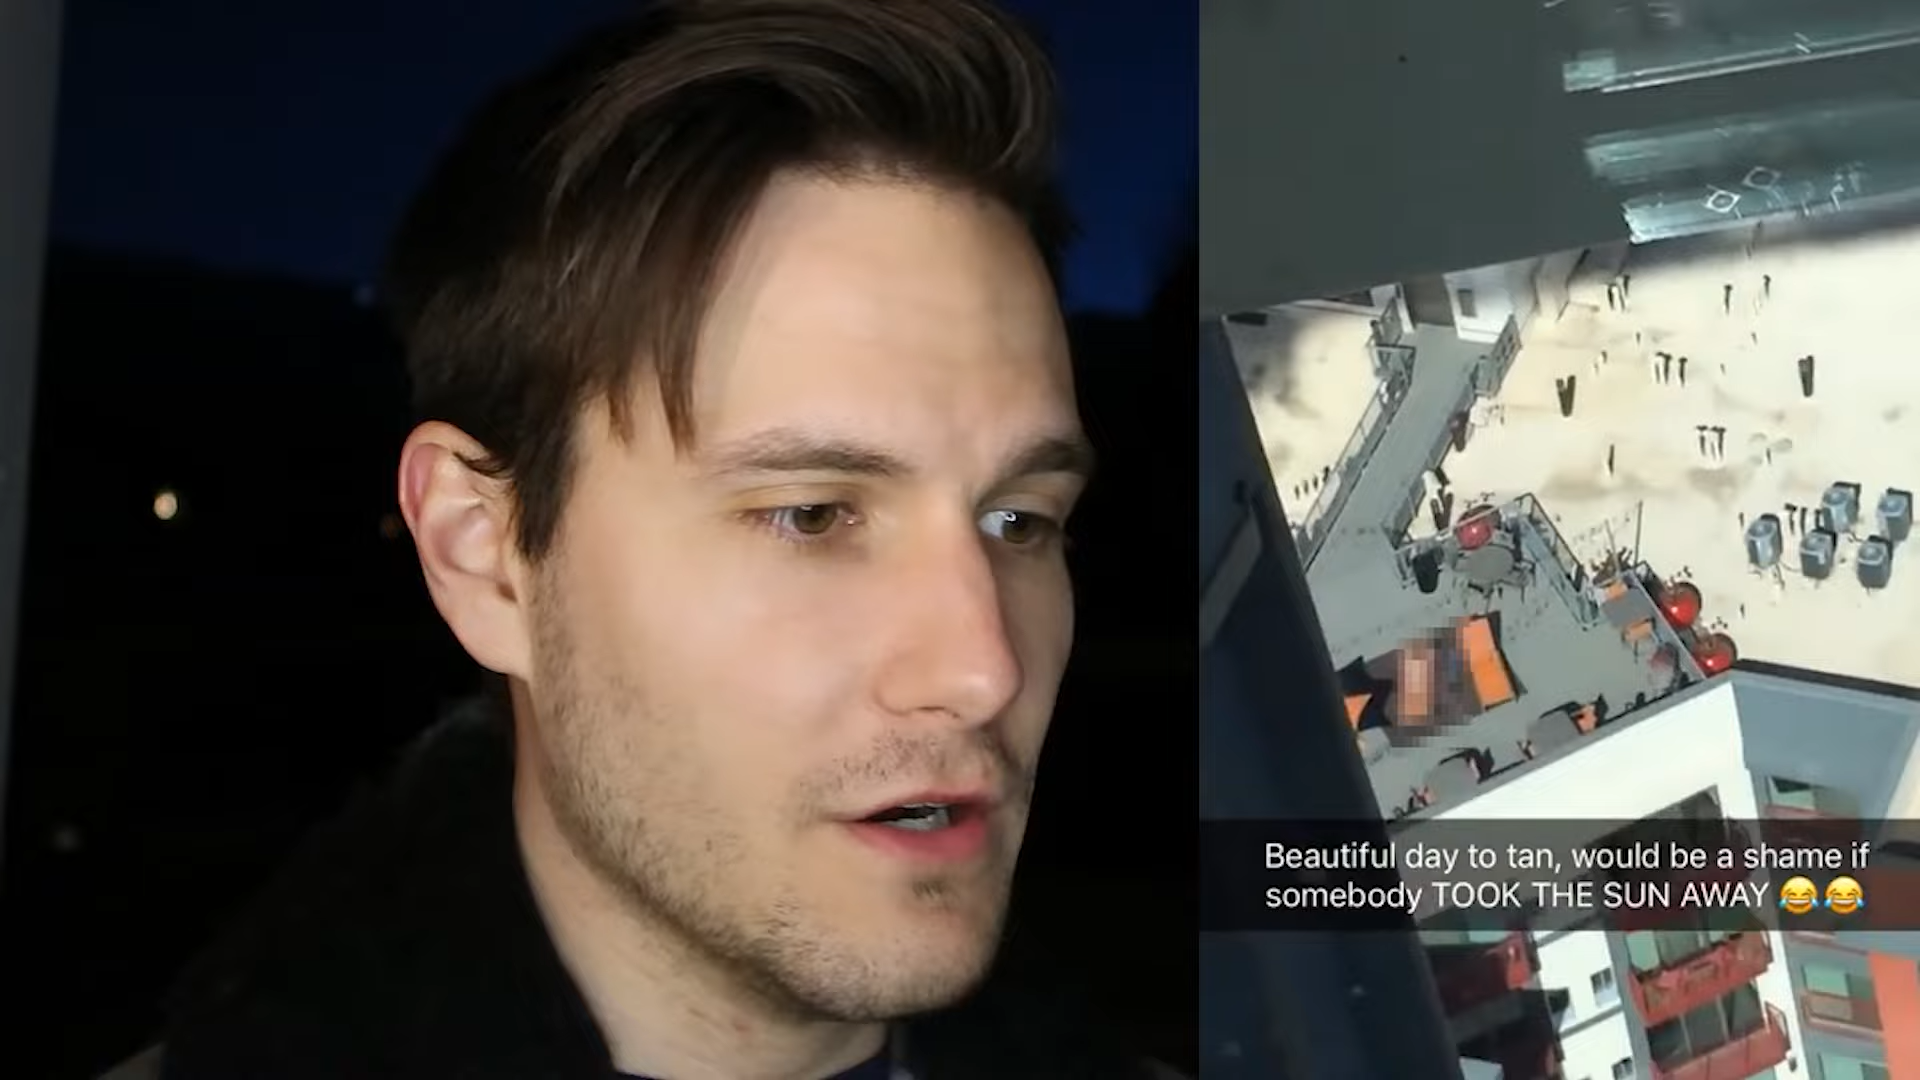 Beautiful day to tan, would be a shame if
somebody TOOK THE SUN AWAY 😂😂